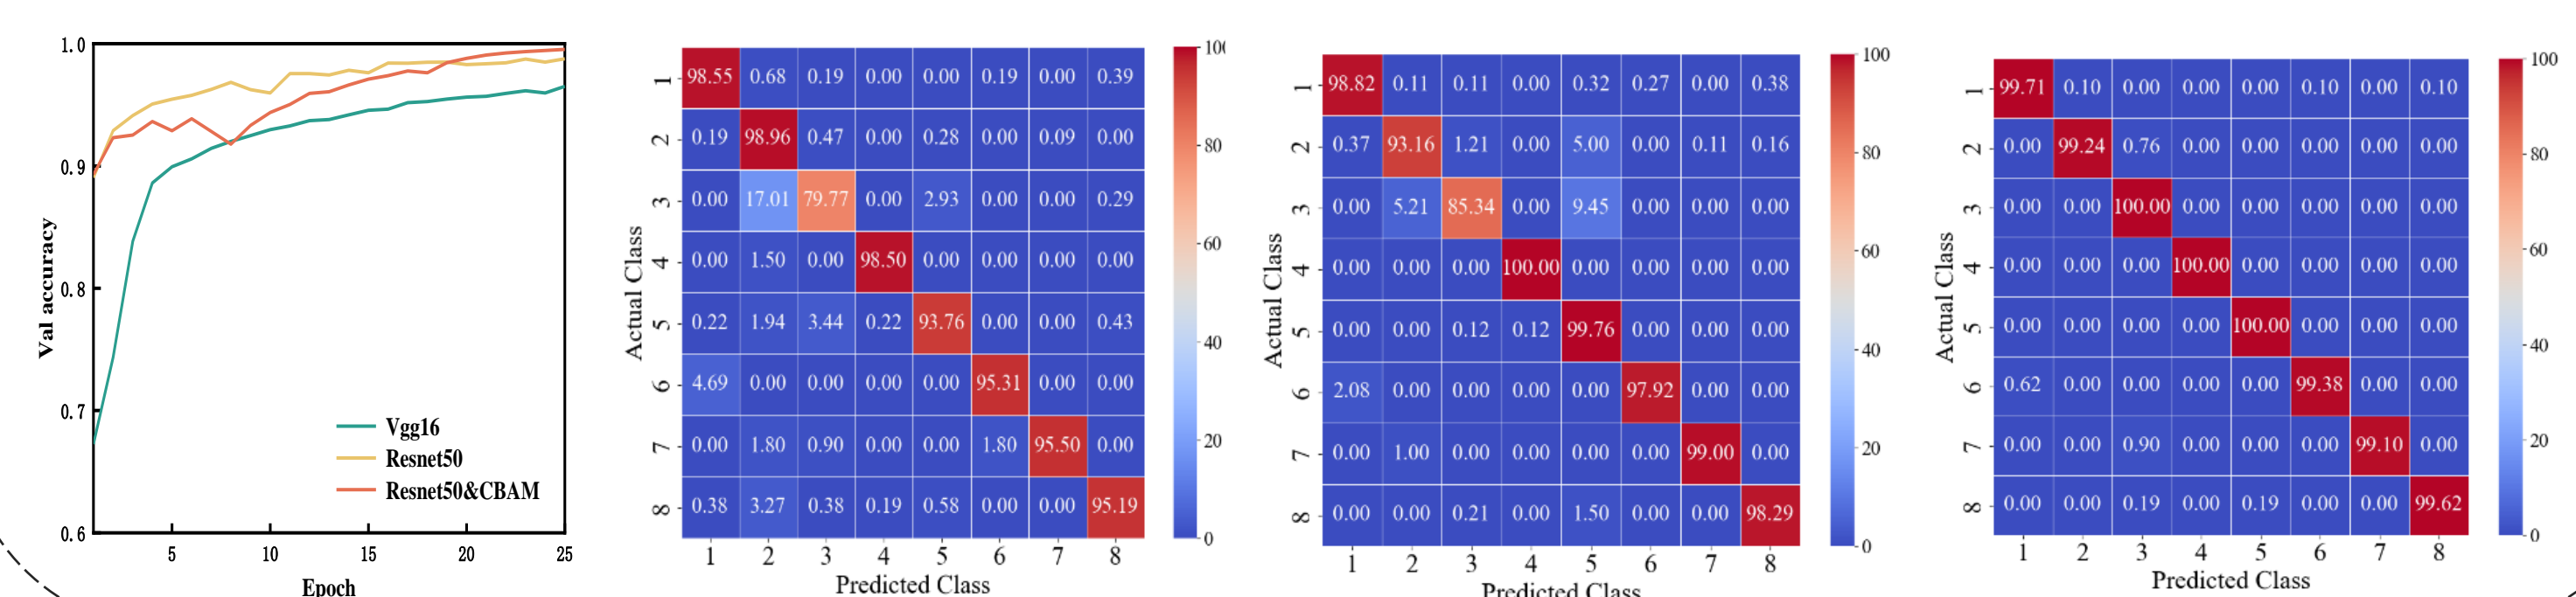 1.0
0.9
0.8
0.7
0.6
Val accuracy
Vgg16
Resnet50
Resnet50&CBAM
5 10 15 20 25
Epoch
Actual Class
1 98.55 0.68 0.19 0.00 0.00 0.19 0.00 0.39
2 0.19 98.96 0.47 0.00 0.28 0.00 0.09 0.00
3 0.00 17.01 79.77 0.00 2.93 0.00 0.00 0.29
4 0.00 1.50 0.00 98.50 0.00 0.00 0.00 0.00
5 0.22 1.94 3.44 0.22 93.76 0.00 0.00 0.43
6 4.69 0.00 0.00 0.00 0.00 95.31 0.00 0.00
7 0.00 1.80 0.90 0.00 0.00 1.80 95.50 0.00
8 0.38 3.27 0.38 0.19 0.58 0.00 0.00 95.19
1 2 3 4 5 6 7 8
Predicted Class
80
60
40
20
0
Actual Class
1 98.82 0.11 0.11 0.00 0.32 0.27 0.00 0.38
2 0.37 93.16 1.21 0.00 5.00 0.00 0.11 0.16
3 0.00 5.21 85.34 0.00 9.45 0.00 0.00 0.00
4 0.00 0.00 0.00 100.00 0.00 0.00 0.00 0.00
5 0.00 0.00 0.12 0.12 99.76 0.00 0.00 0.00
6 2.08 0.00 0.00 0.00 0.00 97.92 0.00 0.00
7 0.00 1.00 0.00 0.00 0.00 0.00 99.00 0.00
8 0.00 0.00 0.21 0.00 1.50 0.00 0.00 98.29
1 2 3 4 5 6 7 8
Predicted Class
100
80
60
40
20
0
Actual Class
1 99.71 0.10 0.00 0.00 0.00 0.10 0.00 0.10
2 0.00 99.24 0.76 0.00 0.00 0.00 0.00 0.00
3 0.00 0.00 100.00 0.00 0.00 0.00 0.00 0.00
4 0.00 0.00 0.00 100.00 0.00 0.00 0.00 0.00
5 0.00 0.00 0.00 0.00 100.00 0.00 0.00 0.00
6 0.62 0.00 0.00 0.00 0.00 99.38 0.00 0.00
7 0.00 0.00 0.90 0.00 0.00 0.00 99.10 0.00
8 0.00 0.00 0.19 0.00 0.19 0.00 0.00 99.62
1 2 3 4 5 6 7 8
Predicted Class
100
80
60
40
20
0